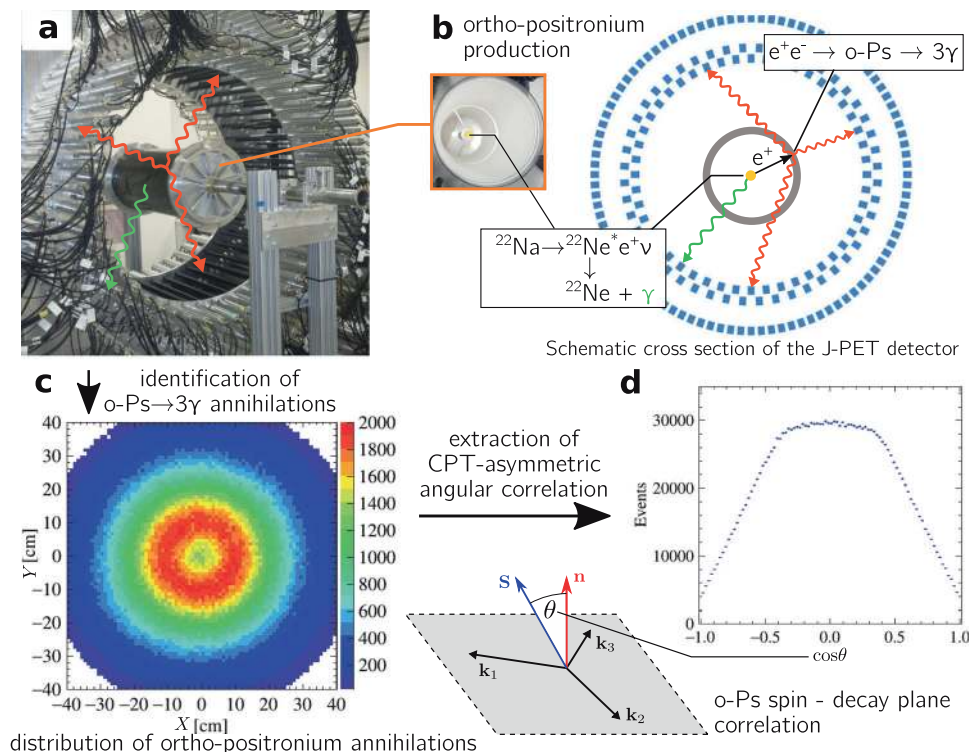 a
b
ortho-positronium
production
e⁺e⁻ → o-Ps → 3γ
e⁺
²²Na→²²Ne*e⁺ν
↓
²²Ne + γ
Schematic cross section of the J-PET detector
c
identification of
o-Ps→3γ annihilations
40
30
20
10
0
−10
−20
−30
−40
Y [cm]
−40 −30 −20 −10 0 10 20 30 40
X [cm]
2000
1800
1600
1400
1200
1000
800
600
400
200
distribution of ortho-positronium annihilations
extraction of
CPT-asymmetric
angular correlation
S
n
θ
k₁
k₂
k₃
d
30000
20000
10000
0
Events
−1.0 −0.5 0.0 0.5 1.0
cosθ
o-Ps spin - decay plane
correlation